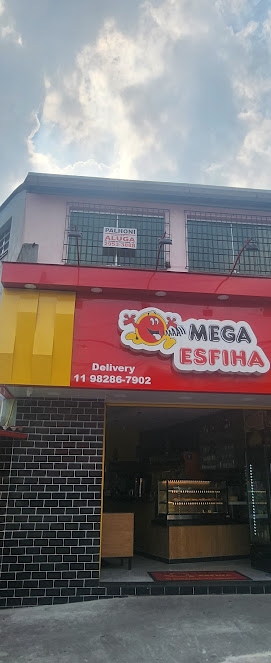 PALHONI
ALUGA
MEGA
ESFIHA
Delivery
11 98286-7902